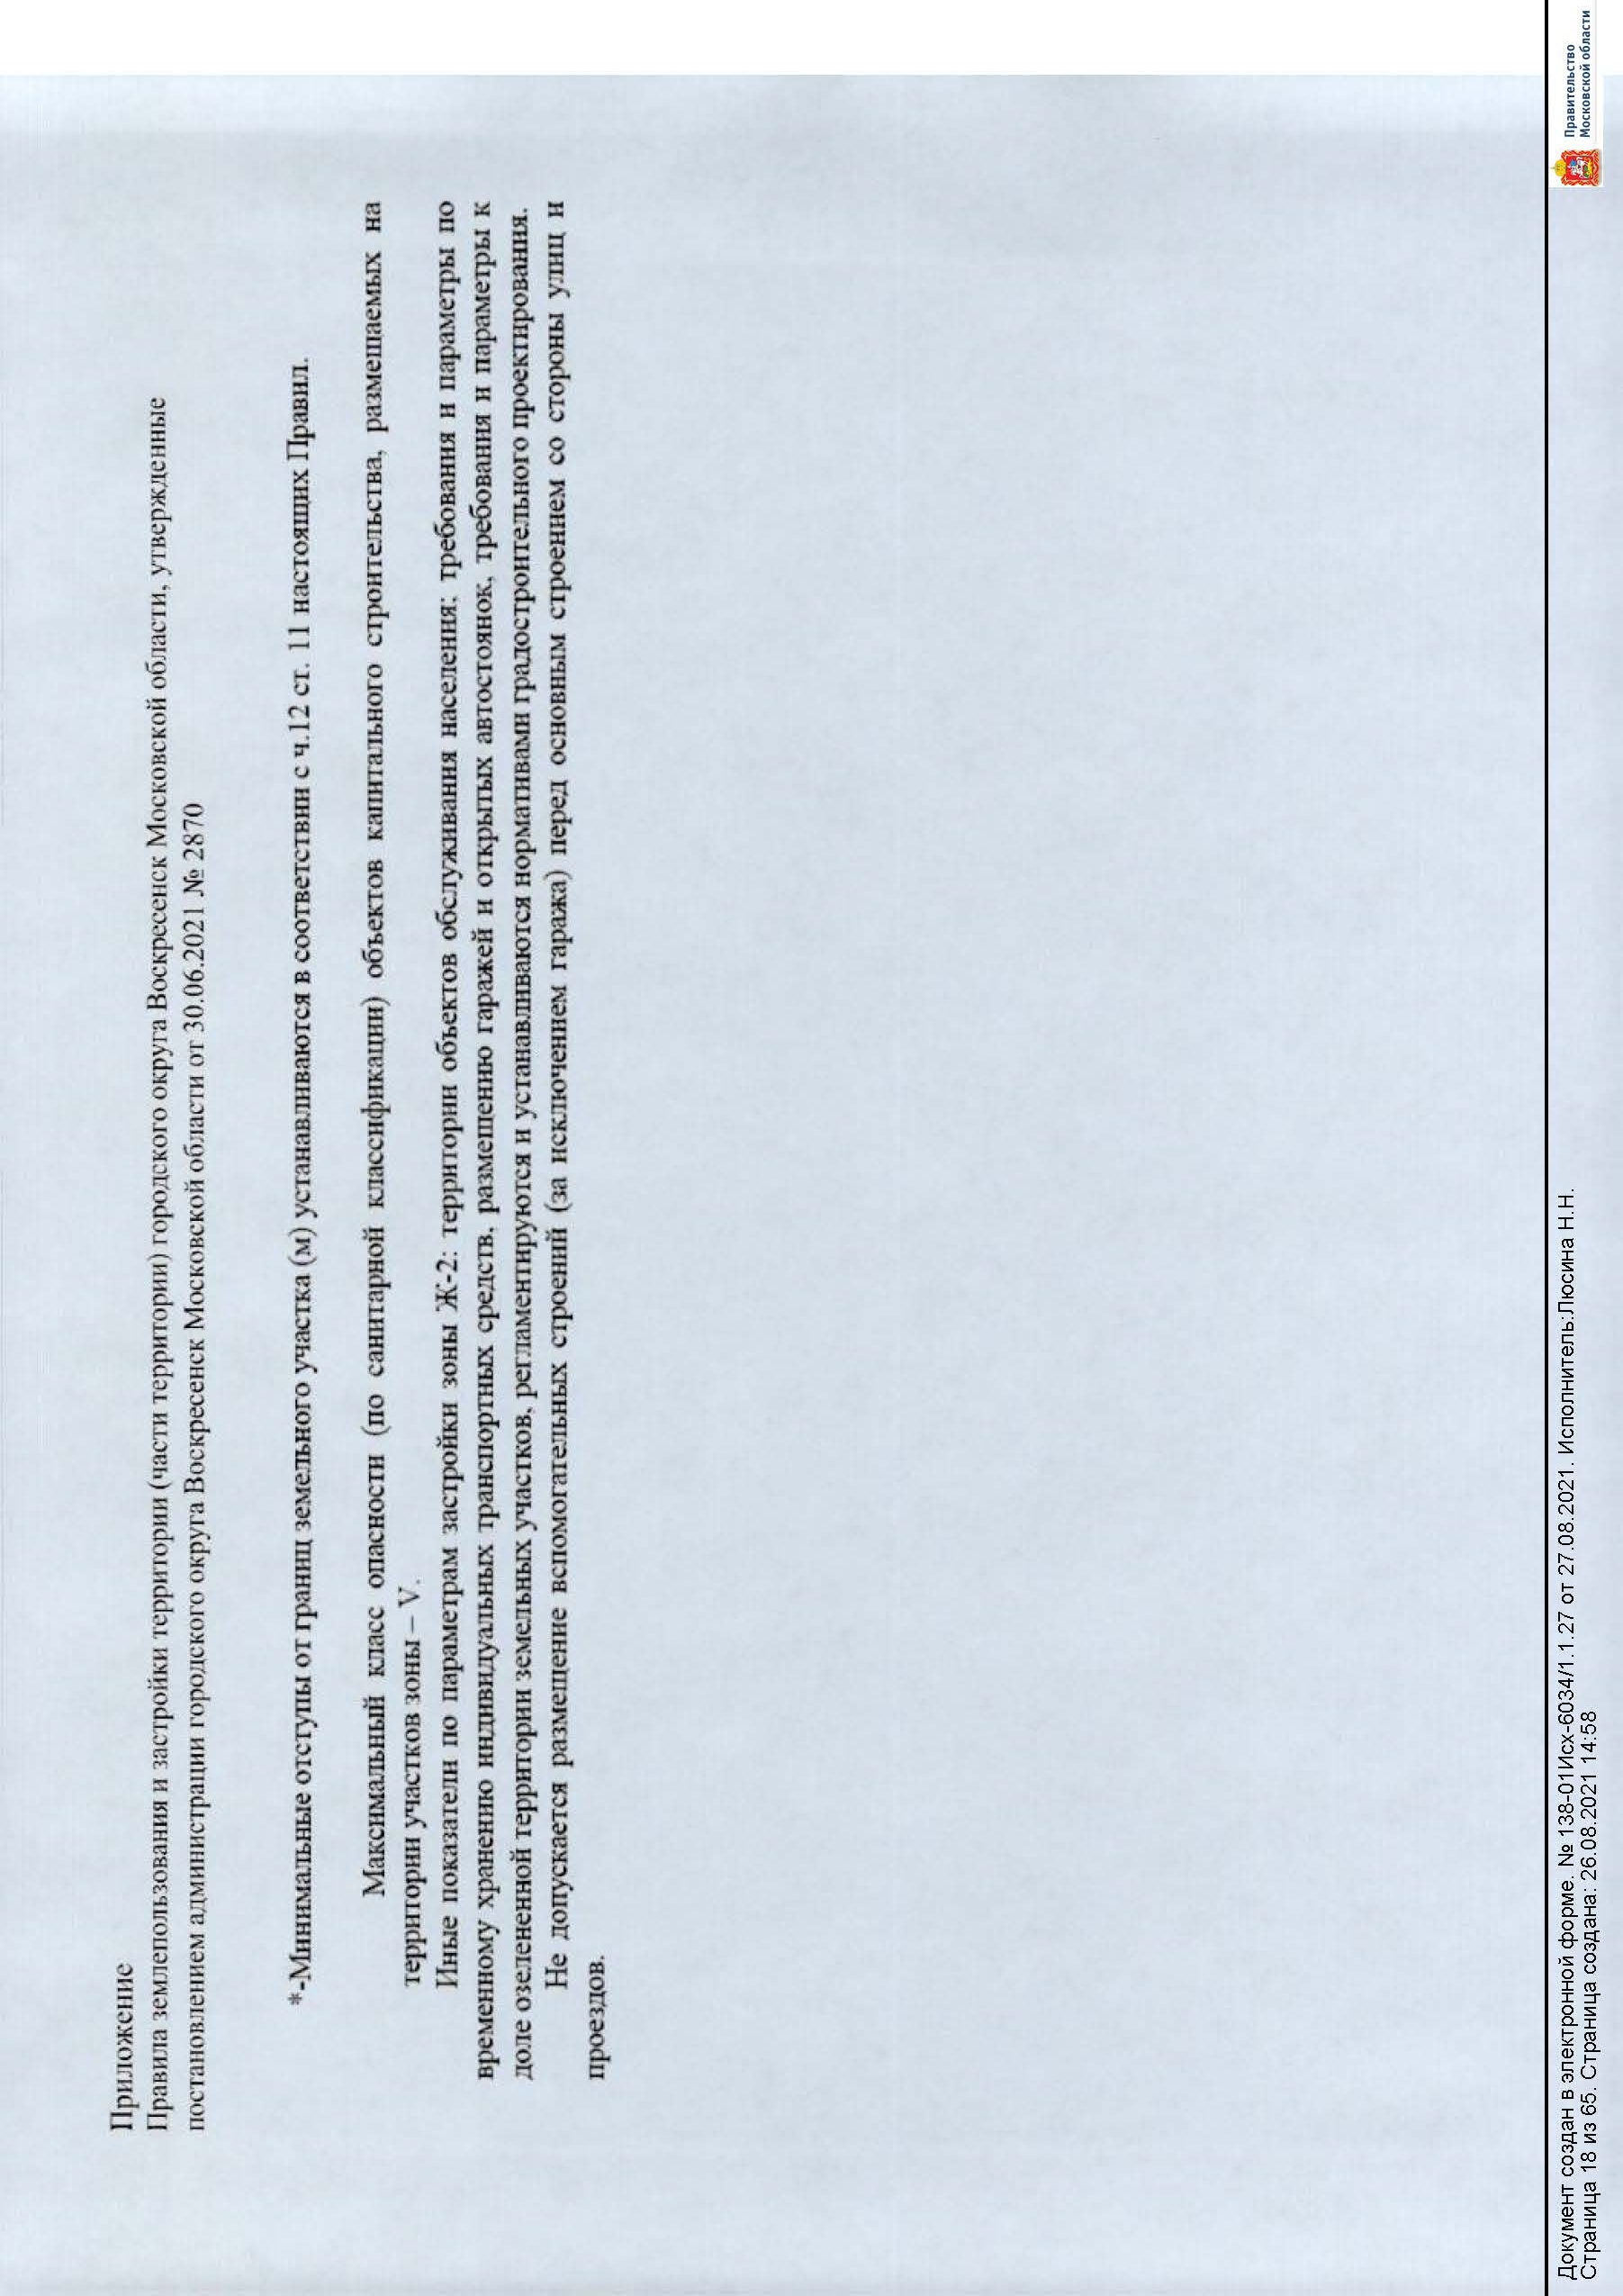 Приложение
Правила землепользования и застройки территории (части территории) городского округа Воскресенск Московской области, утвержденные
постановлением администрации городского округа Воскресенск Московской области от 30.06.2021 № 2870
*-Минимальные отступы от границ земельного участка (м) устанавливаются в соответствии с ч.12 ст. 11 настоящих Правил.
Максимальный класс опасности (по санитарной классификации) объектов капитального строительства, размещаемых на
территории участков зоны – V.
Иные показатели по параметрам застройки зоны Ж-2: территории объектов обслуживания населения; требования и параметры по
временному хранению индивидуальных транспортных средств, размещению гаражей и открытых автостоянок, требования и параметры к
доле озелененной территории земельных участков, регламентируются и устанавливаются нормативами градостроительного проектирования.
Не допускается размещение вспомогательных строений (за исключением гаража) перед основным строением со стороны улиц и
проездов.
Документ создан в электронной форме. № 138-01Исх-6034/1.1.27 от 27.08.2021. Исполнитель:Люсина Н.Н.
Страница 18 из 65. Страница создана: 26.08.2021 14:58
Правительство
Московской области